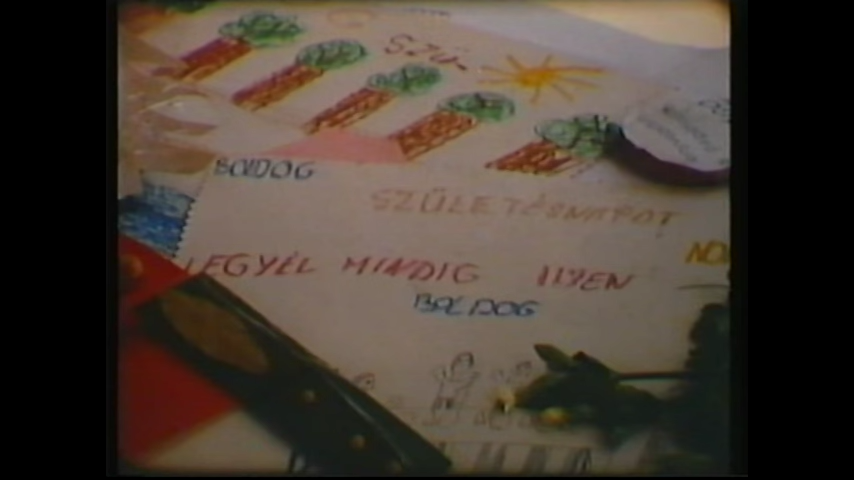 SZÜ-
BOLDOG
SZÜLETÉSNAPOT
LEGYÉL MINDIG ILYEN
BOLDOG